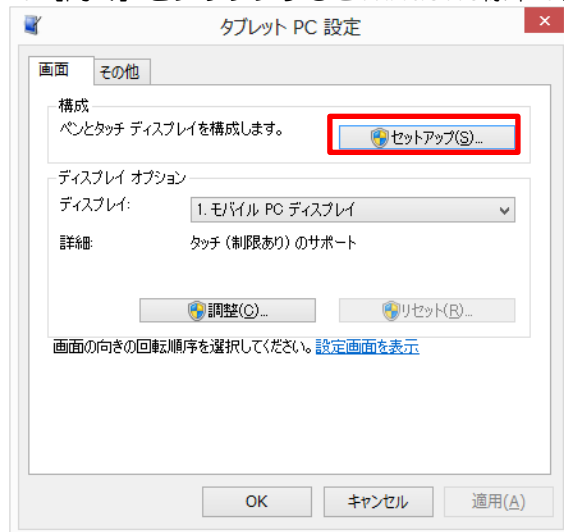 タブレット PC 設定
画面 その他
構成
ペンとタッチ ディスプレイを構成します。 セットアップ(S)...
ディスプレイ オプション
ディスプレイ: 1. モバイル PC ディスプレイ
詳細: タッチ (制限あり) のサポート
調整(C)... リセット(R)...
画面の向きの回転順序を選択してください。設定画面を表示
OK キャンセル 適用(A)